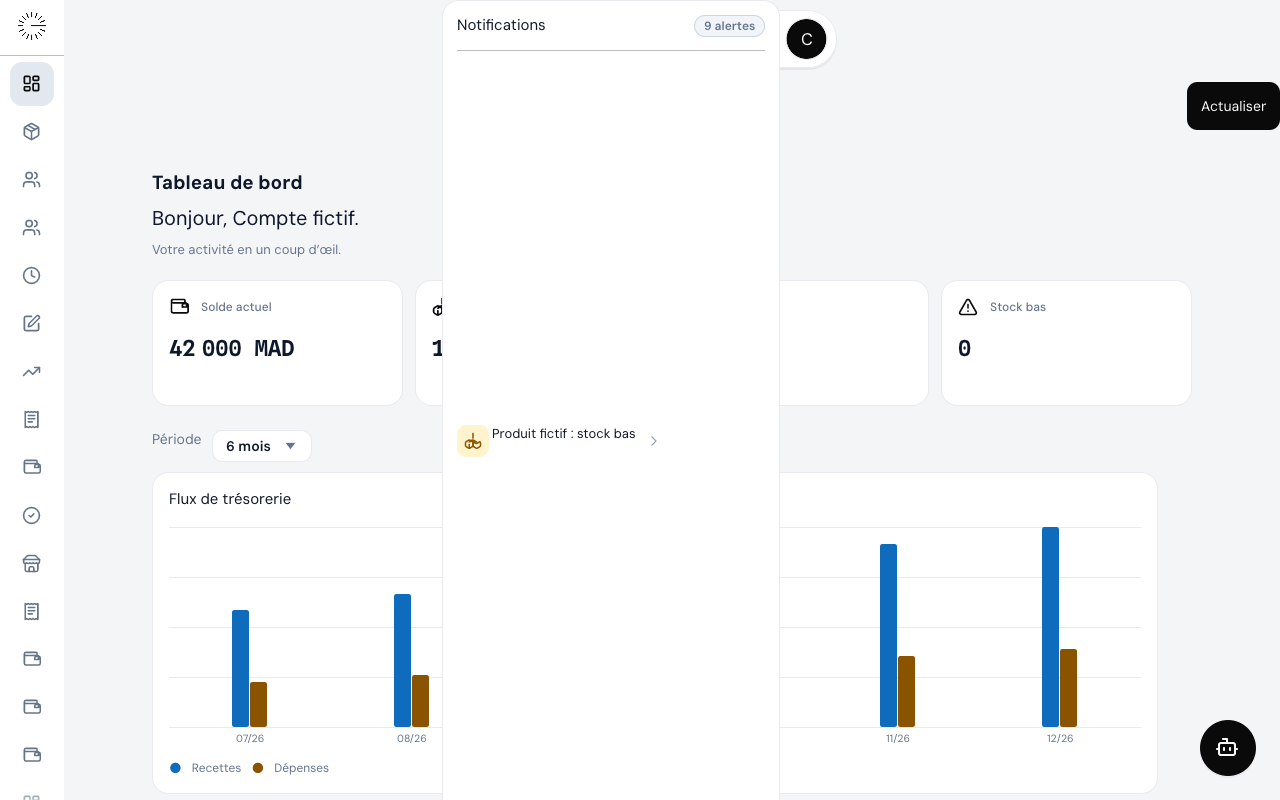 Notifications
9 alertes
C
Actualiser
Tableau de bord
Bonjour, Compte fictif.
Votre activité en un coup d’œil.
Solde actuel
42 000 MAD
1
Stock bas
0
Produit fictif : stock bas
Période
6 mois
Flux de trésorerie
07/26
08/26
11/26
12/26
Recettes
Dépenses